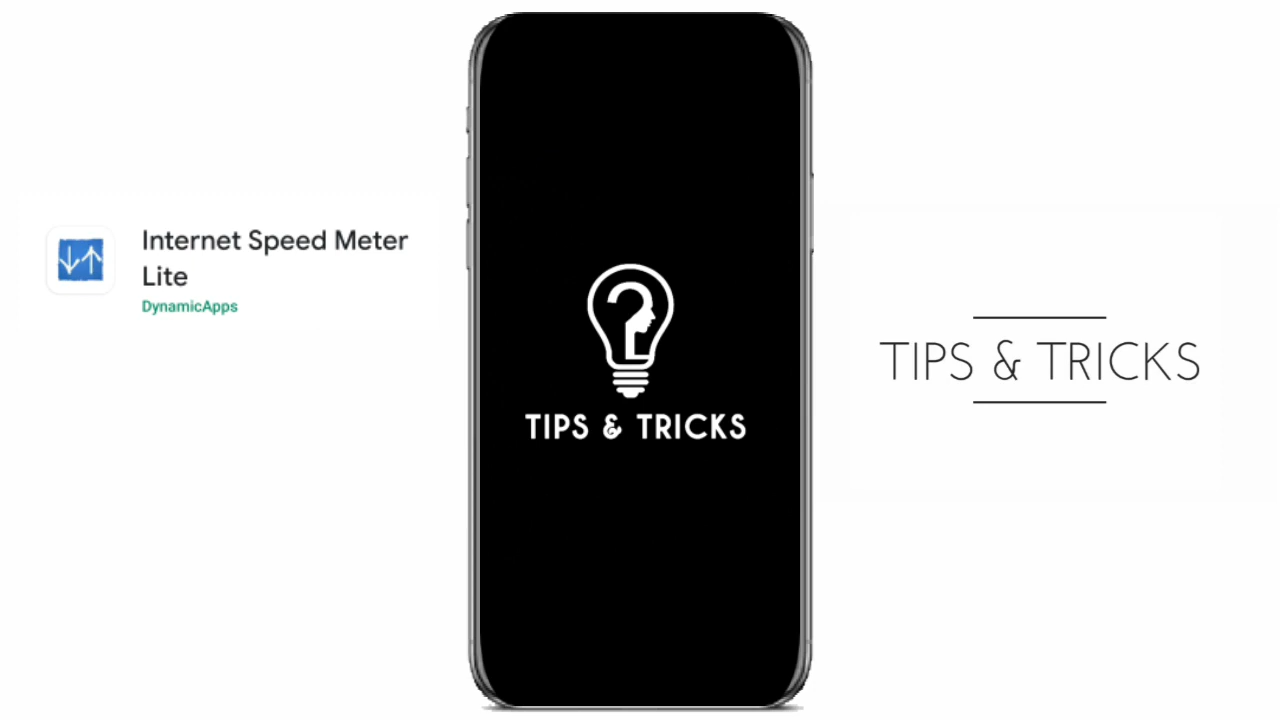 Internet Speed Meter
Lite
DynamicApps
TIPS & TRICKS
TIPS & TRICKS